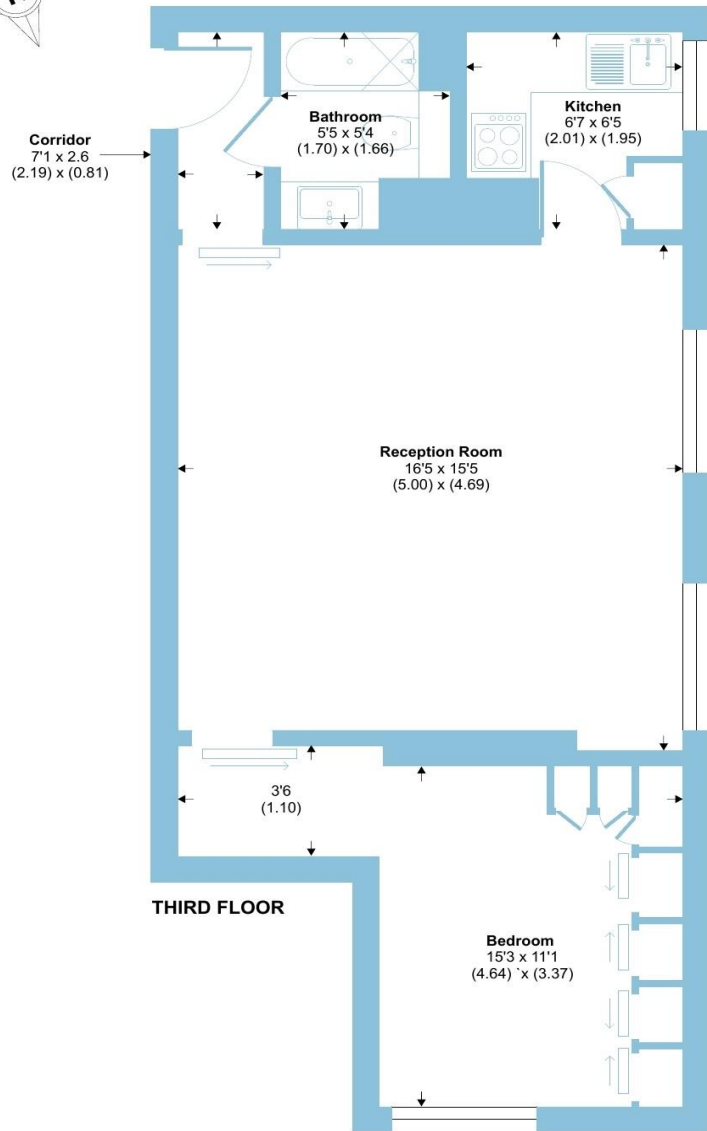 Corridor
7'1 x 2.6
(2.19) x (0.81)
Bathroom
5'5 x 5'4
(1.70) x (1.66)
Kitchen
6'7 x 6'5
(2.01) x (1.95)
Reception Room
16'5 x 15'5
(5.00) x (4.69)
3'6
(1.10)
THIRD FLOOR
Bedroom
15'3 x 11'1
(4.64) `x (3.37)